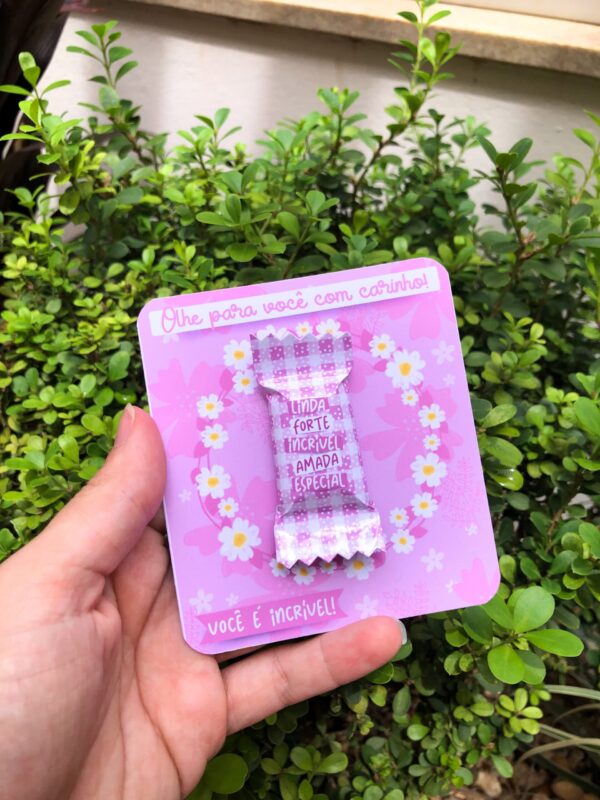 Olhe para você com carinho!
LINDA
FORTE
INCRÍVEL
AMADA
ESPECIAL
VOCÊ É INCRÍVEL!